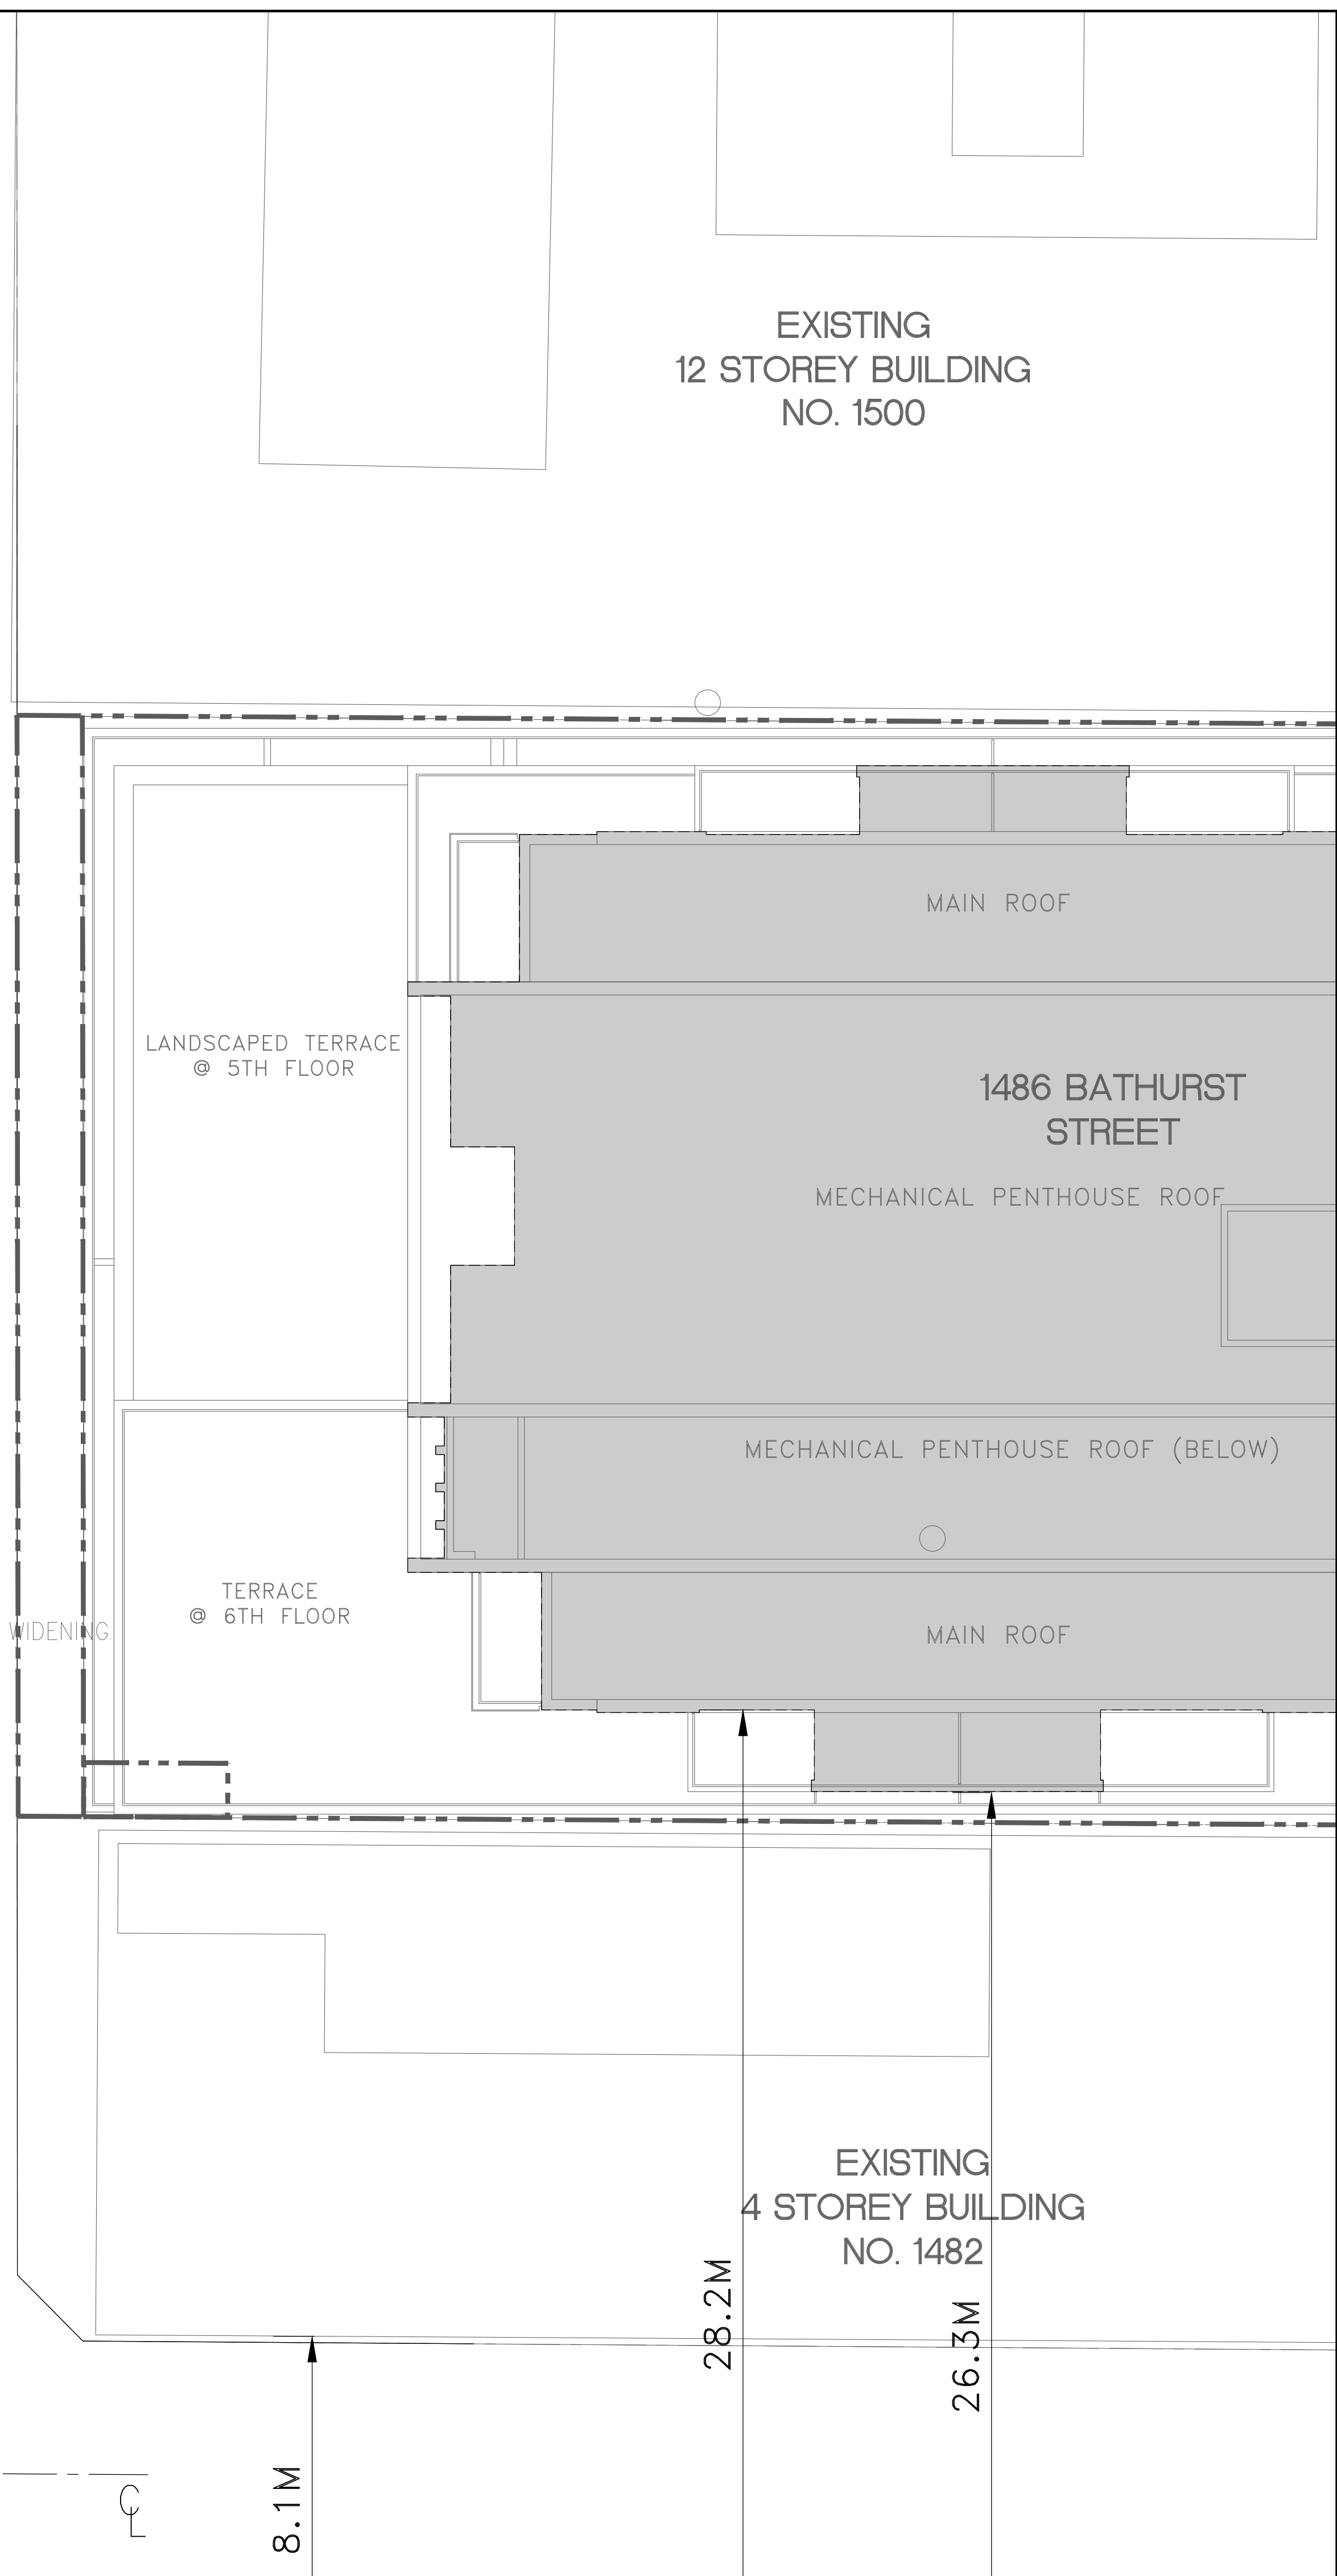 EXISTING
12 STOREY BUILDING
NO. 1500
MAIN ROOF
LANDSCAPED TERRACE
@ 5TH FLOOR
1486 BATHURST
STREET
MECHANICAL PENTHOUSE ROOF
MECHANICAL PENTHOUSE ROOF (BELOW)
TERRACE
@ 6TH FLOOR
WIDENING
MAIN ROOF
EXISTING
4 STOREY BUILDING
NO. 1482
28.2M
26.3M
8.1M
CL